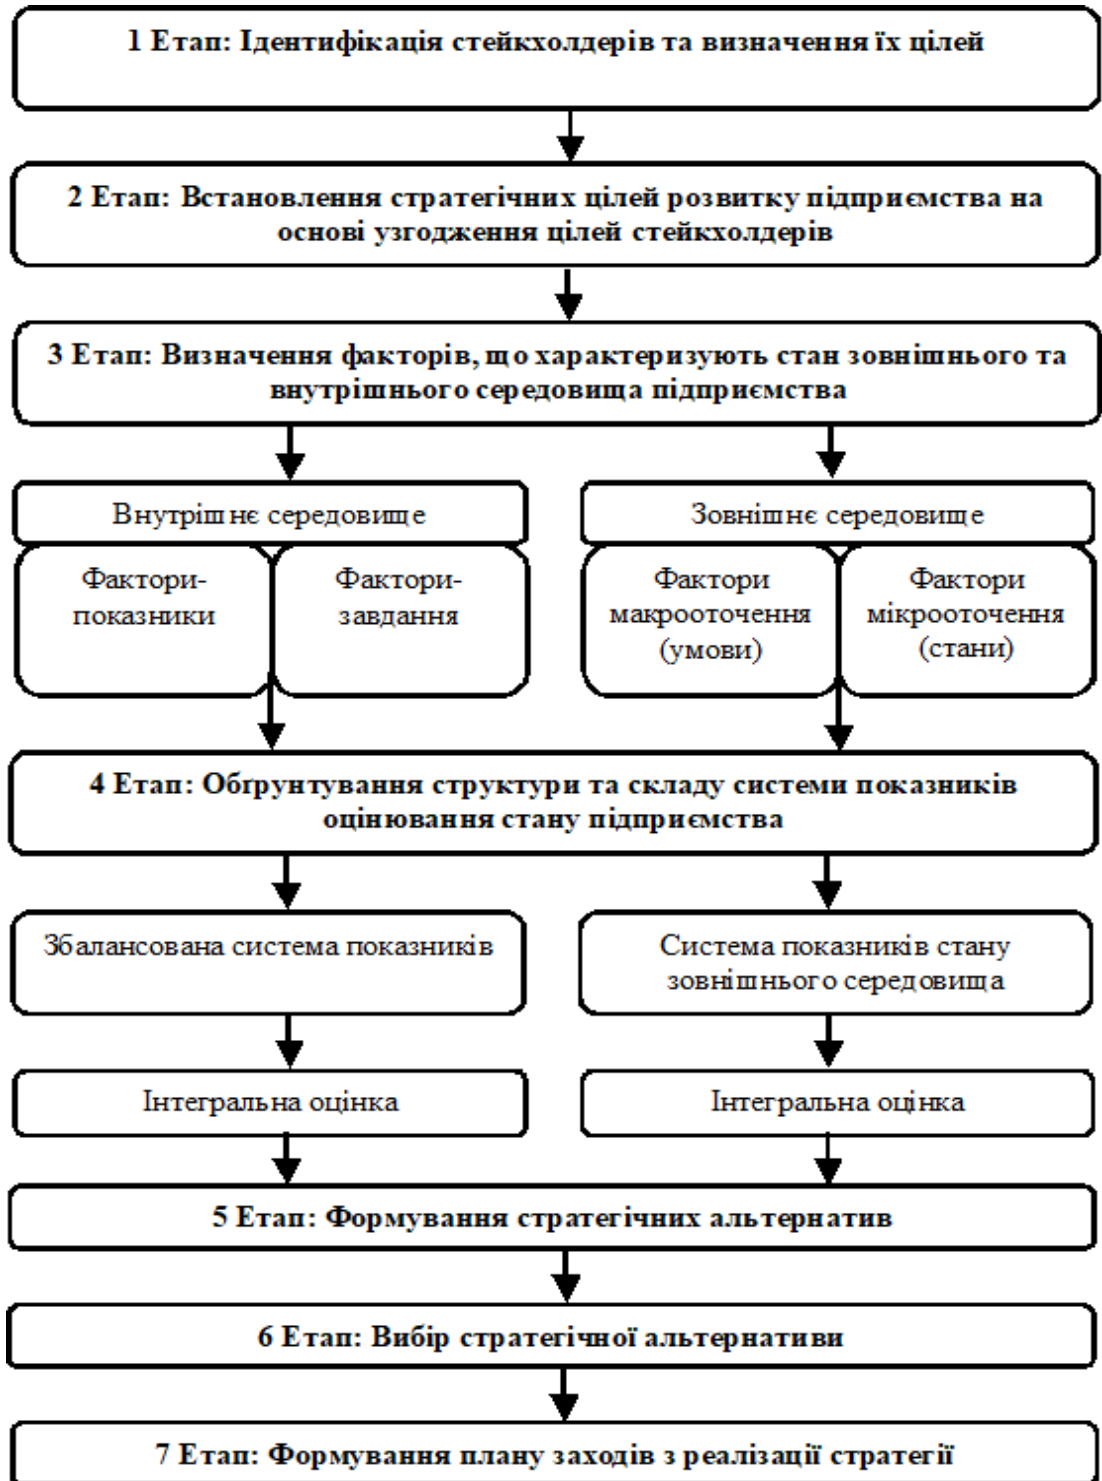 1 Етап: Ідентифікація стейкхолдерів та визначення їх цілей
2 Етап: Встановлення стратегічних цілей розвитку підприємства на
основі узгодження цілей стейкхолдерів
3 Етап: Визначення факторів, що характеризують стан зовнішнього та
внутрішнього середовища підприємства
Внутрішнє середовище
Фактори-
показники
Фактори-
завдання
Зовнішнє середовище
Фактори
макрооточення
(умови)
Фактори
мікрооточення
(стани)
4 Етап: Обґрунтування структури та складу системи показників
оцінювання стану підприємства
Збалансована система показників
Система показників стану
зовнішнього середовища
Інтегральна оцінка
Інтегральна оцінка
5 Етап: Формування стратегічних альтернатив
6 Етап: Вибір стратегічної альтернативи
7 Етап: Формування плану заходів з реалізації стратегії